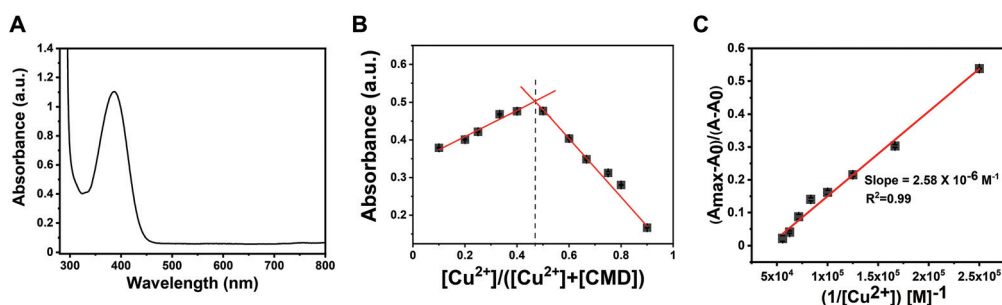 A
Absorbance (a.u.)
1.4
1.2
1
0.8
0.6
0.4
0.2
0
300 400 500 600 700 800
Wavelength (nm)
B
Absorbance (a.u.)
0.6
0.5
0.4
0.3
0.2
0 0.2 0.4 0.6 0.8 1
[Cu²⁺]/([Cu²⁺]+[CMD])
C
(Amax-A₀)/(A-A₀)
0.6
0.5
0.4
0.3
0.2
0.1
0
Slope = 2.58 X 10⁻⁶ M⁻¹
R²=0.99
5x10⁴ 1x10⁵ 2x10⁵ 2x10⁵ 2.5x10⁵
(1/[Cu²⁺]) [M]⁻¹